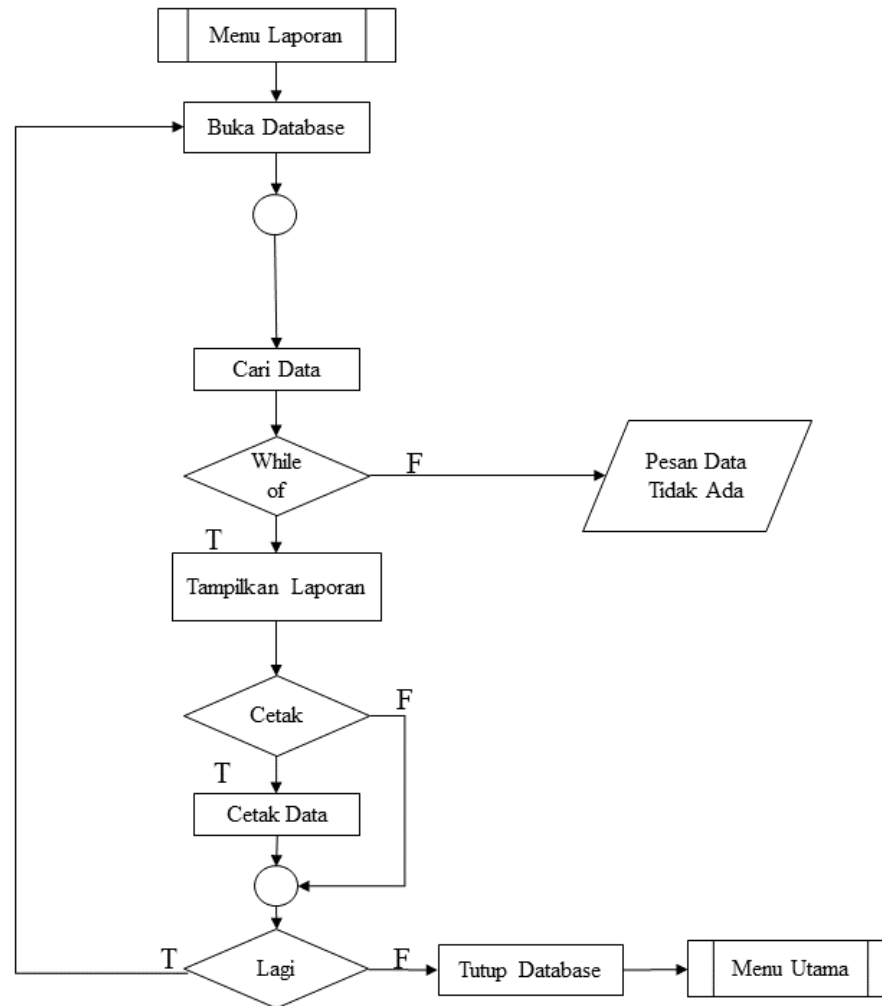 Menu Laporan
Buka Database
Cari Data
While
of
F
Pesan Data
Tidak Ada
T
Tampilkan Laporan
Cetak
F
T
Cetak Data
T
Lagi
F
Tutup Database
Menu Utama